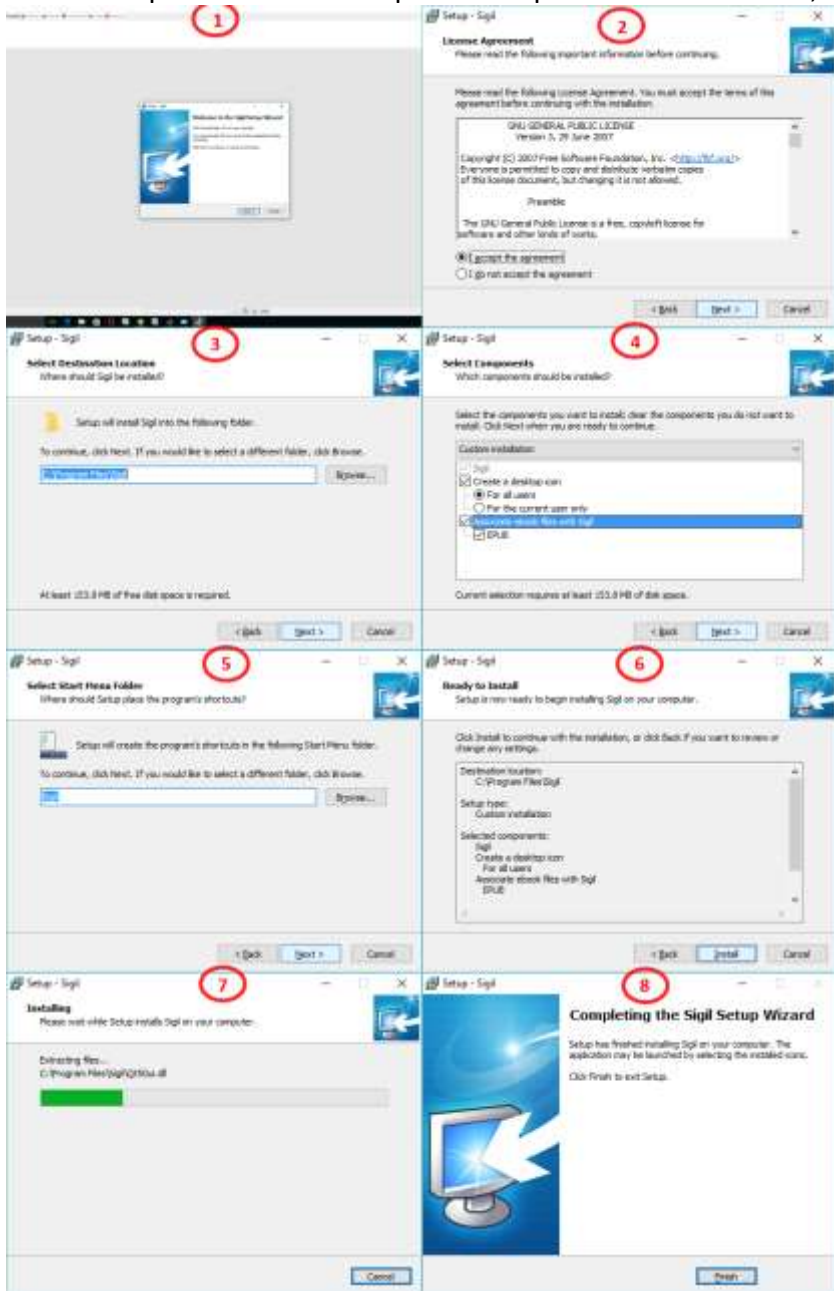 1
Welcome to the Sigil Setup Wizard
2
Setup - Sigil
License Agreement
Please read the following important information before continuing.
Please read the following License Agreement. You must accept the terms of this
agreement before continuing with the installation.
GNU GENERAL PUBLIC LICENSE
Version 3, 29 June 2007
Copyright (C) 2007 Free Software Foundation, Inc. <http://fsf.org/>
Everyone is permitted to copy and distribute verbatim copies
of this license document, but changing it is not allowed.
Preamble
The GNU General Public License is a free, copyleft license for
software and other kinds of works.
I accept the agreement
I do not accept the agreement
< Back
Next >
Cancel
3
Setup - Sigil
Select Destination Location
Where should Sigil be installed?
Setup will install Sigil into the following folder.
To continue, click Next. If you would like to select a different folder, click Browse.
C:\Program Files\Sigil
Browse...
At least 153.8 MB of free disk space is required.
< Back
Next >
Cancel
4
Setup - Sigil
Select Components
Which components should be installed?
Select the components you want to install; clear the components you do not want to
install. Click Next when you are ready to continue.
Custom installation
Sigil
Create a desktop icon
For all users
For the current user only
Associate ebook files with Sigil
EPUB
Current selection requires at least 153.8 MB of disk space.
< Back
Next >
Cancel
5
Setup - Sigil
Select Start Menu Folder
Where should Setup place the program's shortcuts?
Setup will create the program's shortcuts in the following Start Menu folder.
To continue, click Next. If you would like to select a different folder, click Browse.
Sigil
Browse...
< Back
Next >
Cancel
6
Setup - Sigil
Ready to Install
Setup is now ready to begin installing Sigil on your computer.
Click Install to continue with the installation, or click Back if you want to review or
change any settings.
Destination location:
C:\Program Files\Sigil
Setup type:
Custom installation
Selected components:
Sigil
Create a desktop icon
For all users
Associate ebook files with Sigil
EPUB
< Back
Install
Cancel
7
Setup - Sigil
Installing
Please wait while Setup installs Sigil on your computer.
Extracting files...
Cancel
8
Setup - Sigil
Completing the Sigil Setup Wizard
Setup has finished installing Sigil on your computer. The
application may be launched by selecting the installed icons.
Click Finish to exit Setup.
Finish